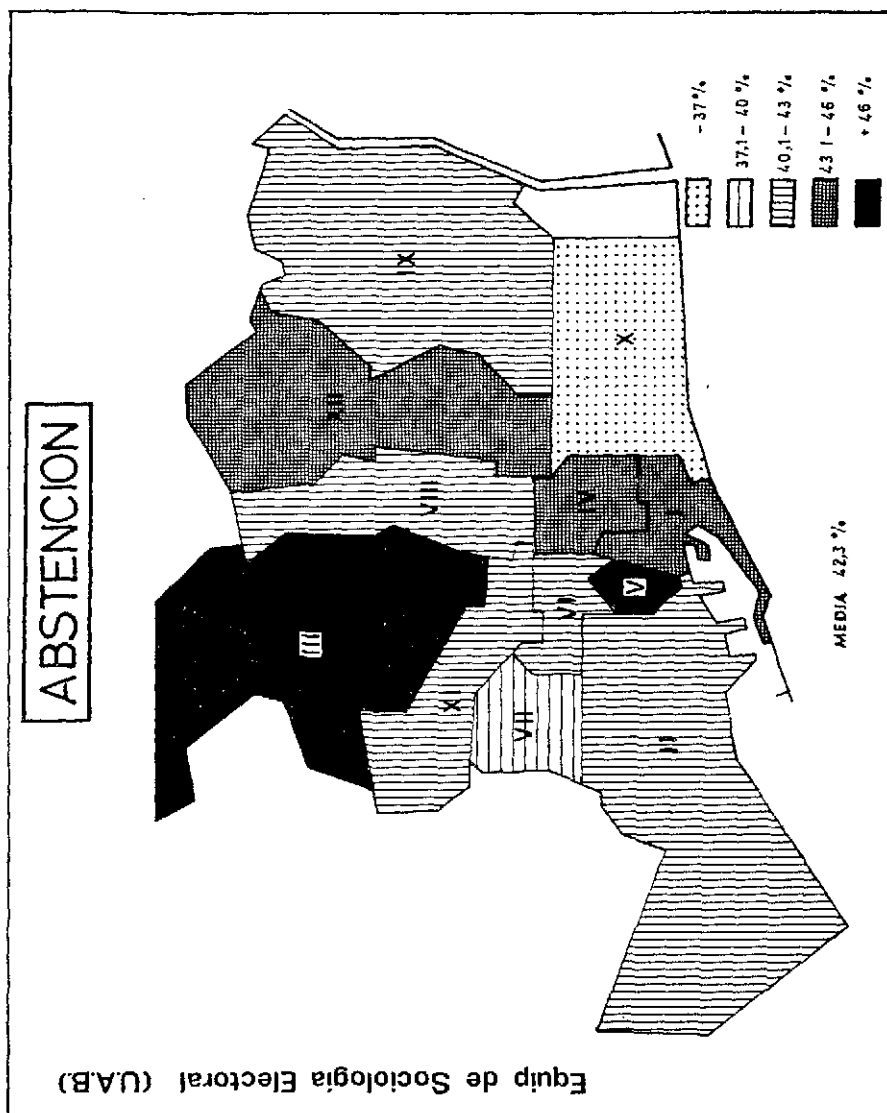 ABSTENCION
III
XII
IX
VIII
XI
VII
VI
IV
V
X
I
II
- 37 %
37,1 - 40 %
40,1 - 43 %
43 1 - 46 %
+ 46 %
MEDIA 42,3 %
Equip de Sociologia Electoral (U.A.B.)